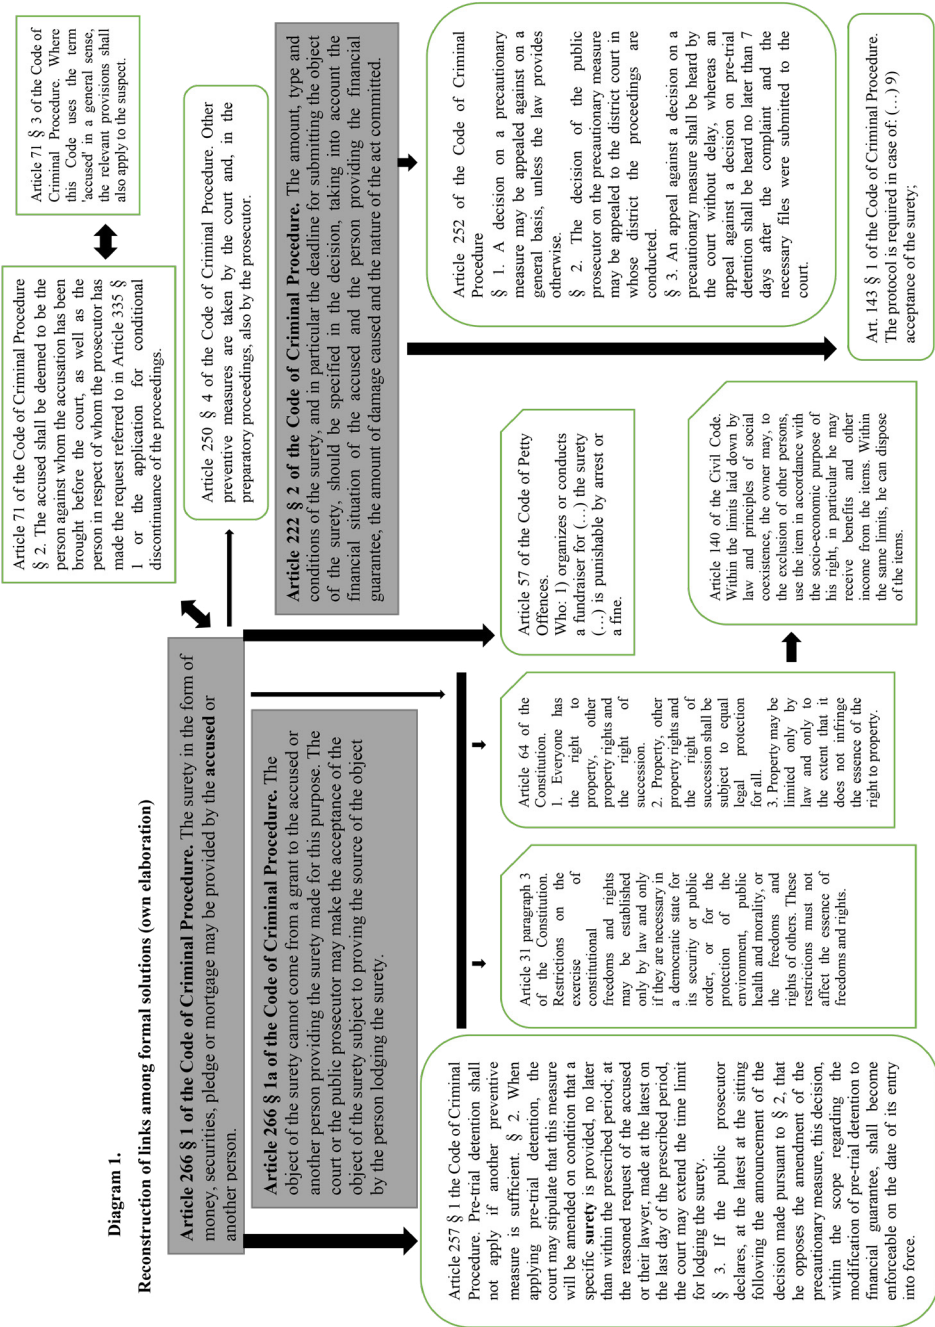 Diagram 1.
Reconstruction of links among formal solutions (own elaboration)
Article 266 § 1 of the Code of Criminal Procedure. The surety in the form of
money, securities, pledge or mortgage may be provided by the accused or
another person.
Article 266 § 1a of the Code of Criminal Procedure. The
object of the surety cannot come from a grant to the accused or
another person providing the surety made for this purpose. The
court or the public prosecutor may make the acceptance of the
object of the surety subject to proving the source of the object
by the person lodging the surety.
Article 257 § 1 the Code of Criminal
Procedure. Pre-trial detention shall
not apply if another preventive
measure is sufficient. § 2. When
applying pre-trial detention, the
court may stipulate that this measure
will be amended on condition that a
specific surety is provided, no later
than within the prescribed period; at
the reasoned request of the accused
or their lawyer, made at the latest on
the last day of the prescribed period,
the court may extend the time limit
for lodging the surety.
§ 3. If the public prosecutor
declares, at the latest at the sitting
following the announcement of the
decision made pursuant to § 2, that
he opposes the amendment of the
precautionary measure, this decision,
within the scope regarding the
modification of pre-trial detention to
financial guarantee, shall become
enforceable on the date of its entry
into force.
Article 31 paragraph 3
of the Constitution.
Restrictions on the
exercise of
constitutional
freedoms and rights
may be established
only by law and only
if they are necessary in
a democratic state for
its security or public
order, or for the
protection of the
environment, public
health and morality, or
the freedoms and
rights of others. These
restrictions must not
affect the essence of
freedoms and rights.
Article 64 of the
Constitution.
1. Everyone has
the right to
property, other
property rights and
the right of
succession.
2. Property, other
property rights and
the right of
succession shall be
subject to equal
legal protection
for all.
3. Property may be
limited only by
law and only to
the extent that it
does not infringe
the essence of the
right to property.
Article 57 of the Code of Petty
Offences.
Who: 1) organizes or conducts
a fundraiser for (…) the surety
(…) is punishable by arrest or
a fine.
Article 140 of the Civil Code.
Within the limits laid down by
law and principles of social
coexistence, the owner may, to
the exclusion of other persons,
use the item in accordance with
the socio-economic purpose of
his right, in particular he may
receive benefits and other
income from the items. Within
the same limits, he can dispose
of the items.
Article 71 of the Code of Criminal Procedure
§ 2. The accused shall be deemed to be the
person against whom the accusation has been
brought before the court, as well as the
person in respect of whom the prosecutor has
made the request referred to in Article 335 §
1 or the application for conditional
discontinuance of the proceedings.
Article 71 § 3 of the Code of
Criminal Procedure. Where
this Code uses the term
'accused' in a general sense,
the relevant provisions shall
also apply to the suspect.
Article 250 § 4 of the Code of Criminal Procedure. Other
preventive measures are taken by the court and, in the
preparatory proceedings, also by the prosecutor.
Article 222 § 2 of the Code of Criminal Procedure. The amount, type and
conditions of the surety, and in particular the deadline for submitting the object
of the surety, should be specified in the decision, taking into account the
financial situation of the accused and the person providing the financial
guarantee, the amount of damage caused and the nature of the act committed.
Article 252 of the Code of Criminal
Procedure
§ 1. A decision on a precautionary
measure may be appealed against on a
general basis, unless the law provides
otherwise.
§ 2. The decision of the public
prosecutor on the precautionary measure
may be appealed to the district court in
whose district the proceedings are
conducted.
§ 3. An appeal against a decision on a
precautionary measure shall be heard by
the court without delay, whereas an
appeal against a decision on pre-trial
detention shall be heard no later than 7
days after the complaint and the
necessary files were submitted to the
court.
Art. 143 § 1 of the Code of Criminal Procedure.
The protocol is required in case of: (…) 9)
acceptance of the surety;